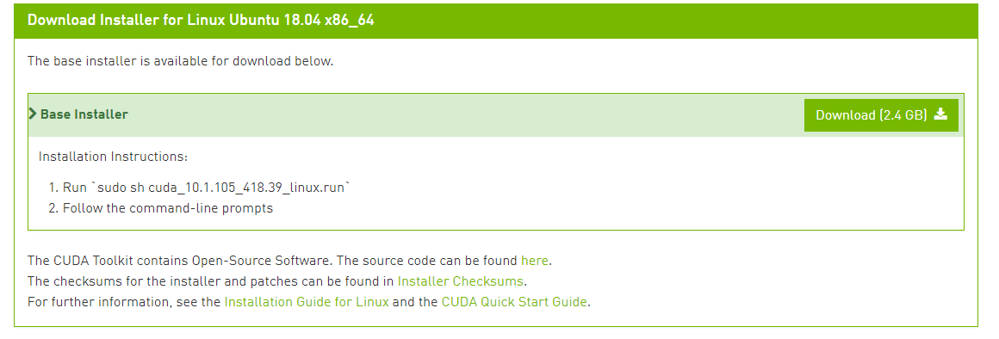 Download Installer for Linux Ubuntu 18.04 x86_64
The base installer is available for download below.
Base Installer
Download (2.4 GB)
Installation Instructions:
1. Run `sudo sh cuda_10.1.105_418.39_linux.run`
2. Follow the command-line prompts
The CUDA Toolkit contains Open-Source Software. The source code can be found here.
The checksums for the installer and patches can be found in Installer Checksums.
For further information, see the Installation Guide for Linux and the CUDA Quick Start Guide.